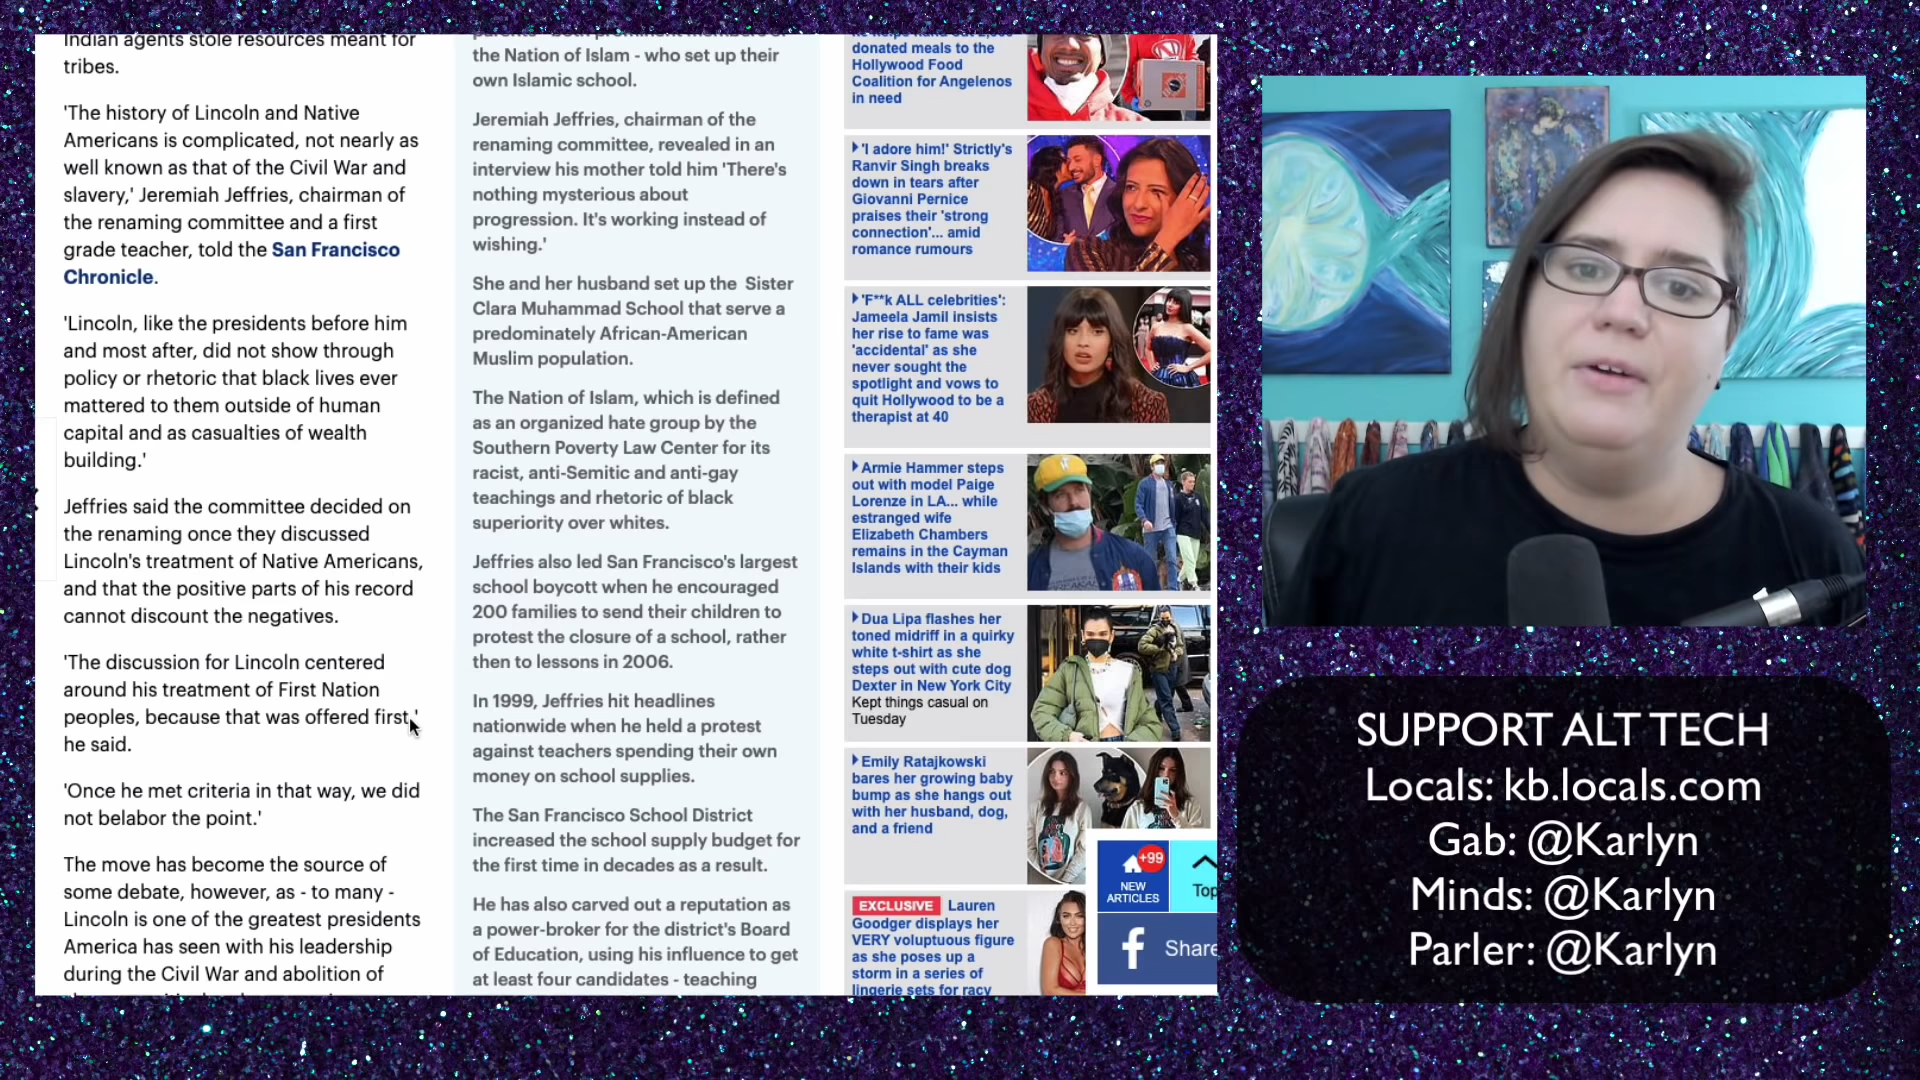 Indian agents stole resources meant for
tribes.
'The history of Lincoln and Native
Americans is complicated, not nearly as
well known as that of the Civil War and
slavery,' Jeremiah Jeffries, chairman of
the renaming committee and a first
grade teacher, told the San Francisco
Chronicle.
'Lincoln, like the presidents before him
and most after, did not show through
policy or rhetoric that black lives ever
mattered to them outside of human
capital and as casualties of wealth
building.'
Jeffries said the committee decided on
the renaming once they discussed
Lincoln's treatment of Native Americans,
and that the positive parts of his record
cannot discount the negatives.
'The discussion for Lincoln centered
around his treatment of First Nation
peoples, because that was offered first,'
he said.
'Once he met criteria in that way, we did
not belabor the point.'
The move has become the source of
some debate, however, as - to many -
Lincoln is one of the greatest presidents
America has seen with his leadership
during the Civil War and abolition of
the Nation of Islam - who set up their
own Islamic school.
Jeremiah Jeffries, chairman of the
renaming committee, revealed in an
interview his mother told him 'There's
nothing mysterious about
progression. It's working instead of
wishing.'
She and her husband set up the Sister
Clara Muhammad School that serve a
predominately African-American
Muslim population.
The Nation of Islam, which is defined
as an organized hate group by the
Southern Poverty Law Center for its
racist, anti-Semitic and anti-gay
teachings and rhetoric of black
superiority over whites.
Jeffries also led San Francisco's largest
school boycott when he encouraged
200 families to send their children to
protest the closure of a school, rather
then to lessons in 2006.
In 1999, Jeffries hit headlines
nationwide when he held a protest
against teachers spending their own
money on school supplies.
The San Francisco School District
increased the school supply budget for
the first time in decades as a result.
He has also carved out a reputation as
a power-broker for the district's Board
of Education, using his influence to get
at least four candidates - teaching
donated meals to the
Hollywood Food
Coalition for Angelenos
in need
'I adore him!' Strictly's
Ranvir Singh breaks
down in tears after
Giovanni Pernice
praises their 'strong
connection'... amid
romance rumours
'F**k ALL celebrities':
Jameela Jamil insists
her rise to fame was
'accidental' as she
never sought the
spotlight and vows to
quit Hollywood to be a
therapist at 40
Armie Hammer steps
out with model Paige
Lorenze in LA... while
estranged wife
Elizabeth Chambers
remains in the Cayman
Islands with their kids
Dua Lipa flashes her
toned midriff in a quirky
white t-shirt as she
steps out with cute dog
Dexter in New York City
Kept things casual on
Tuesday
Emily Ratajkowski
bares her growing baby
bump as she hangs out
with her husband, dog,
and a friend
EXCLUSIVE Lauren
Goodger displays her
VERY voluptuous figure
as she poses up a
storm in a series of
lingerie sets for racy
+99
NEW
ARTICLES
Top
Share
SUPPORT ALT TECH
Locals: kb.locals.com
Gab: @Karlyn
Minds: @Karlyn
Parler: @Karlyn